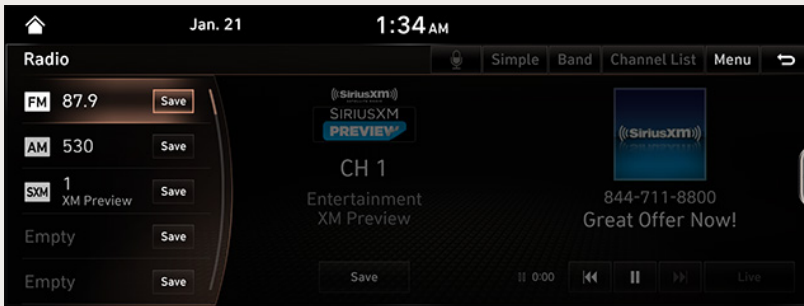 Jan. 21
1:34 AM
Radio
Simple
Band
Channel List
Menu
FM 87.9 Save
AM 530 Save
SXM 1 XM Preview Save
Empty Save
Empty Save
((SiriusXM))
SIRIUSXM
PREVIEW
CH 1
Entertainment
XM Preview
Save
((SiriusXM))
844-711-8800
Great Offer Now!
0:00
Live